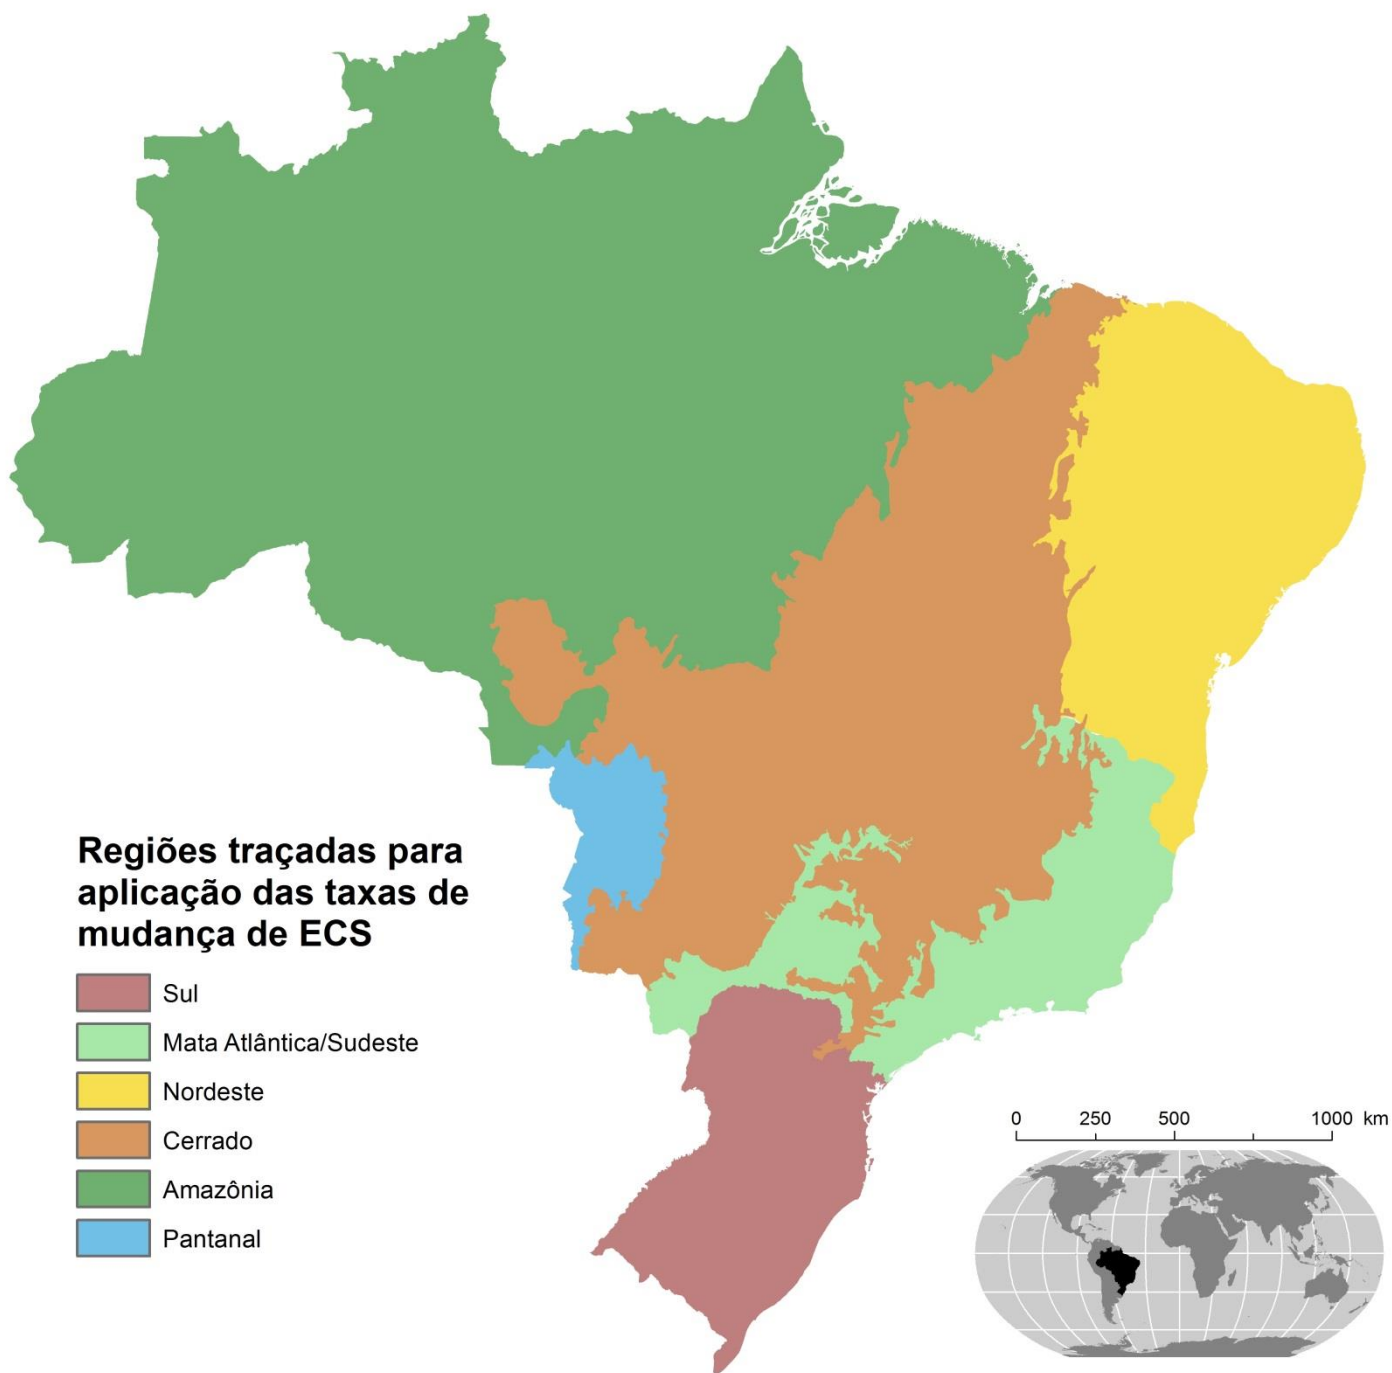 Regiões traçadas para
aplicação das taxas de
mudança de ECS
Sul
Mata Atlântica/Sudeste
Nordeste
Cerrado
Amazônia
Pantanal
0 250 500 1000 km